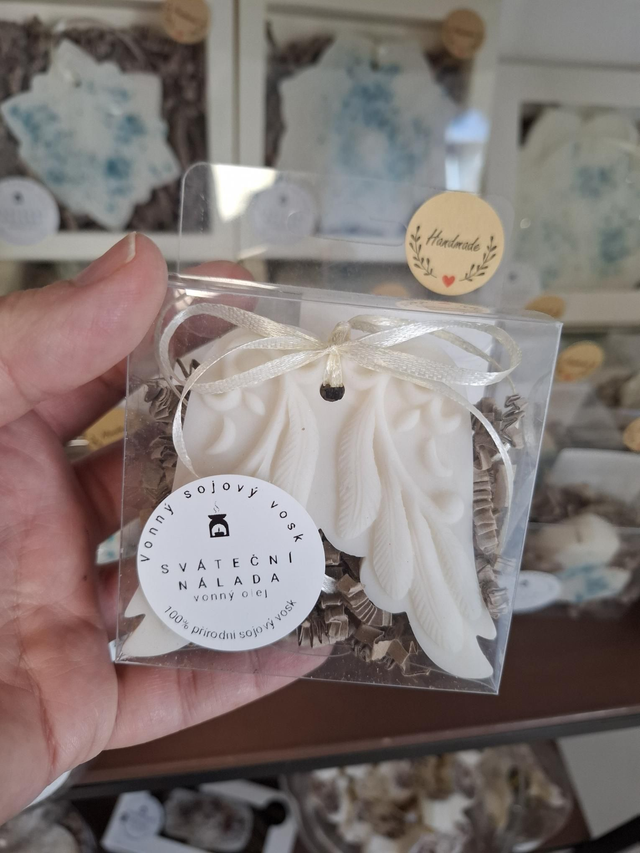 Handmade
Vonný sojový vosk
SVÁTEČNÍ
NÁLADA
vonný olej
100% přírodní sojový vosk